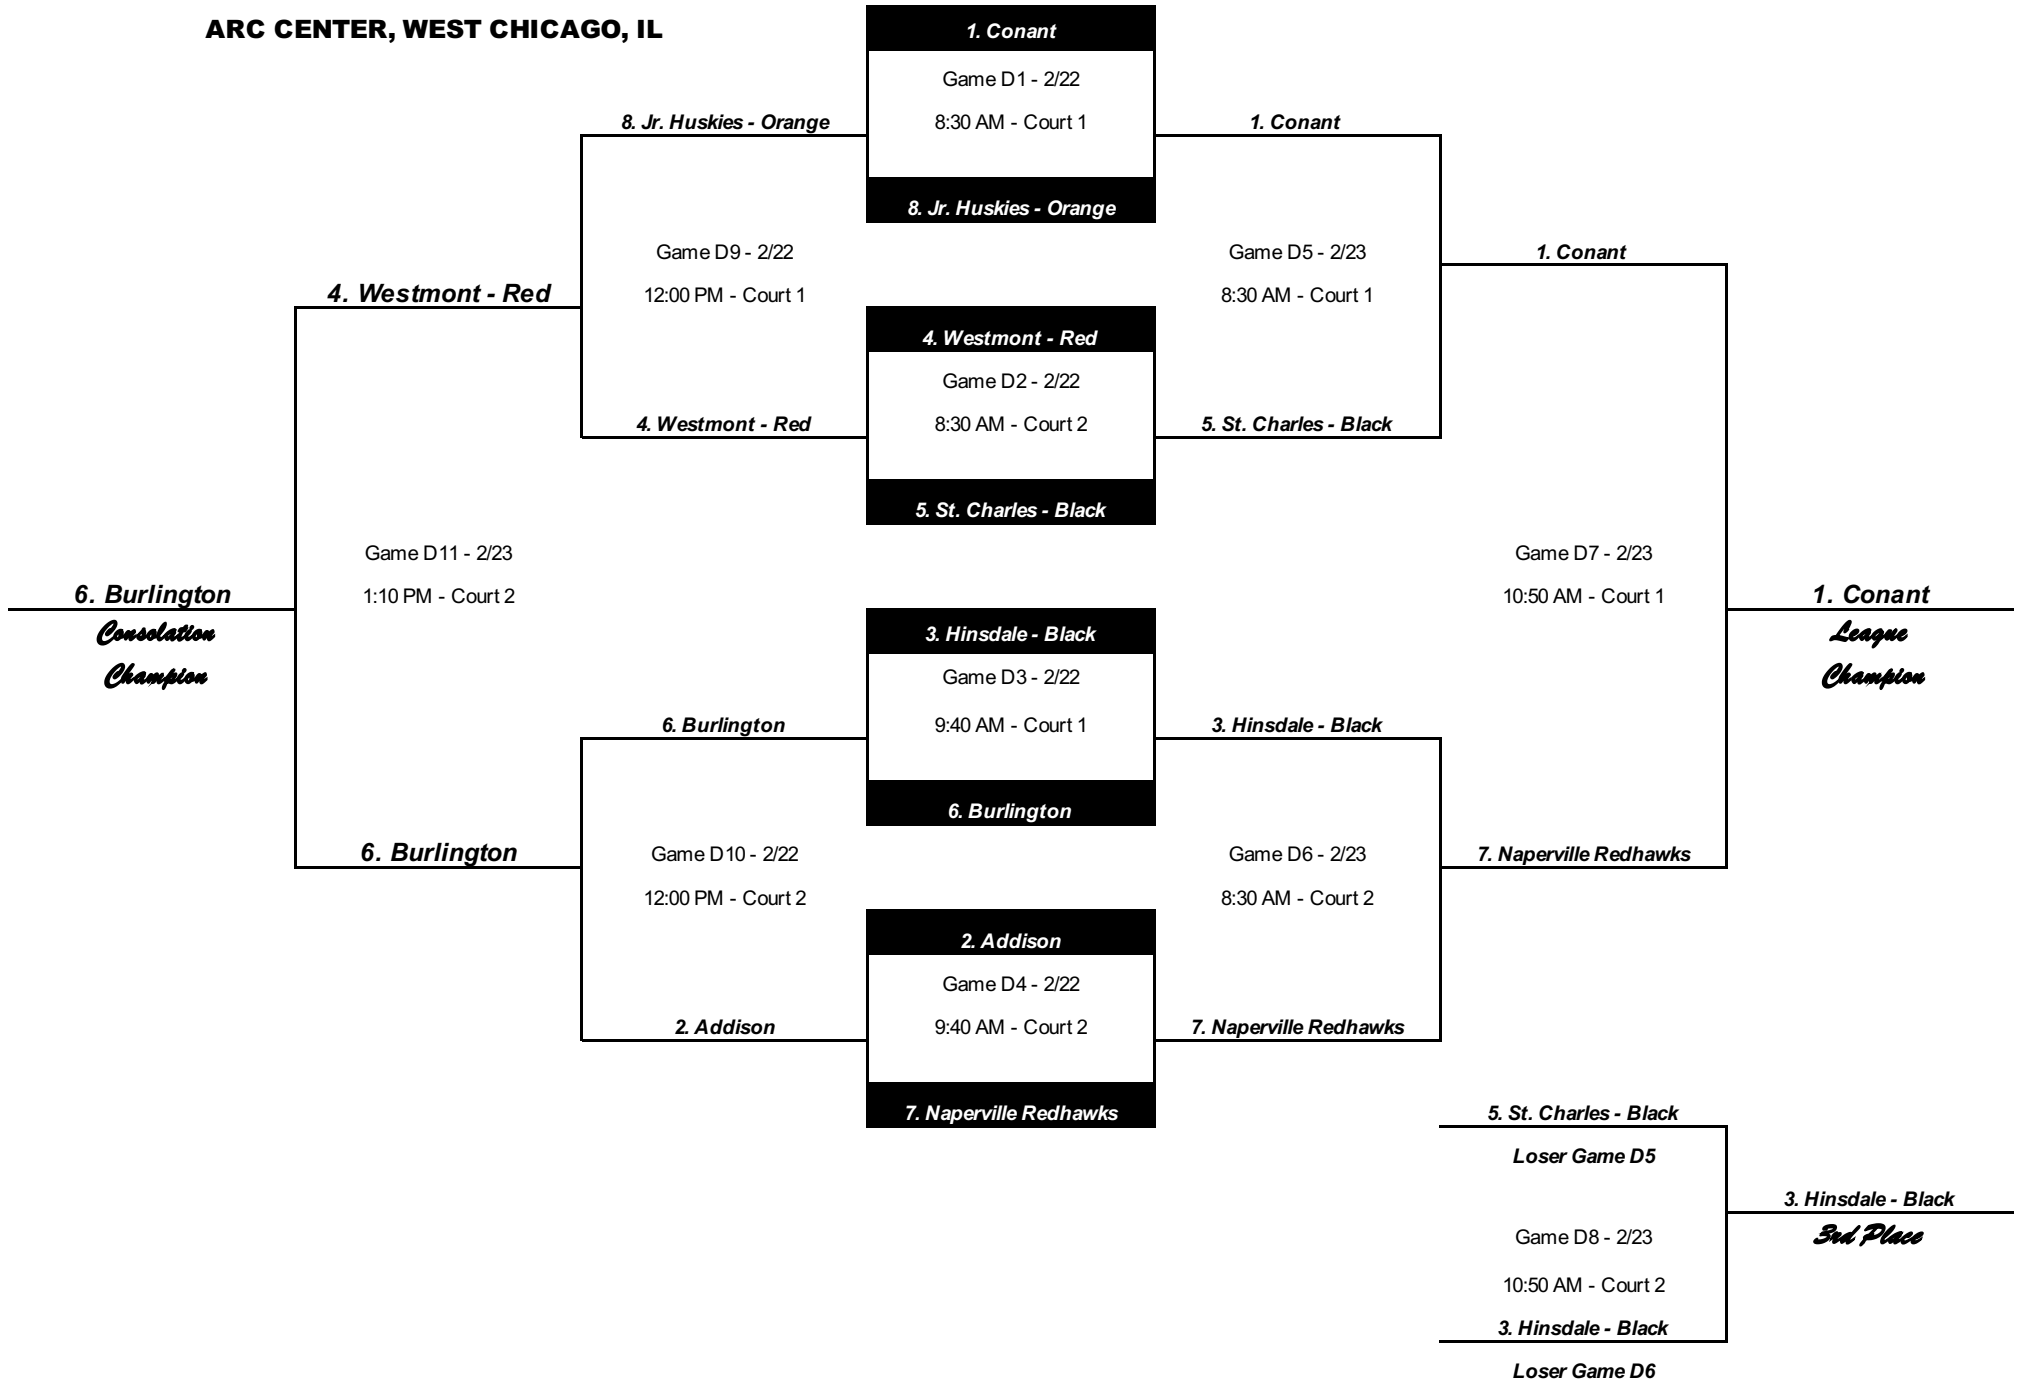 ARC CENTER, WEST CHICAGO, IL
1. Conant
Game D1 - 2/22
8. Jr. Huskies - Orange
8:30 AM - Court 1
1. Conant
8. Jr. Huskies - Orange
Game D9 - 2/22
Game D5 - 2/23
1. Conant
4. Westmont - Red
12:00 PM - Court 1
8:30 AM - Court 1
4. Westmont - Red
Game D2 - 2/22
4. Westmont - Red
8:30 AM - Court 2
5. St. Charles - Black
5. St. Charles - Black
Game D11 - 2/23
Game D7 - 2/23
6. Burlington
1:10 PM - Court 2
10:50 AM - Court 1
1. Conant
Consolation
Champion
3. Hinsdale - Black
League
Champion
Game D3 - 2/22
6. Burlington
9:40 AM - Court 1
3. Hinsdale - Black
6. Burlington
6. Burlington
Game D10 - 2/22
Game D6 - 2/23
7. Naperville Redhawks
12:00 PM - Court 2
8:30 AM - Court 2
2. Addison
Game D4 - 2/22
2. Addison
9:40 AM - Court 2
7. Naperville Redhawks
7. Naperville Redhawks
5. St. Charles - Black
Loser Game D5
3. Hinsdale - Black
3rd Place
Game D8 - 2/23
10:50 AM - Court 2
3. Hinsdale - Black
Loser Game D6